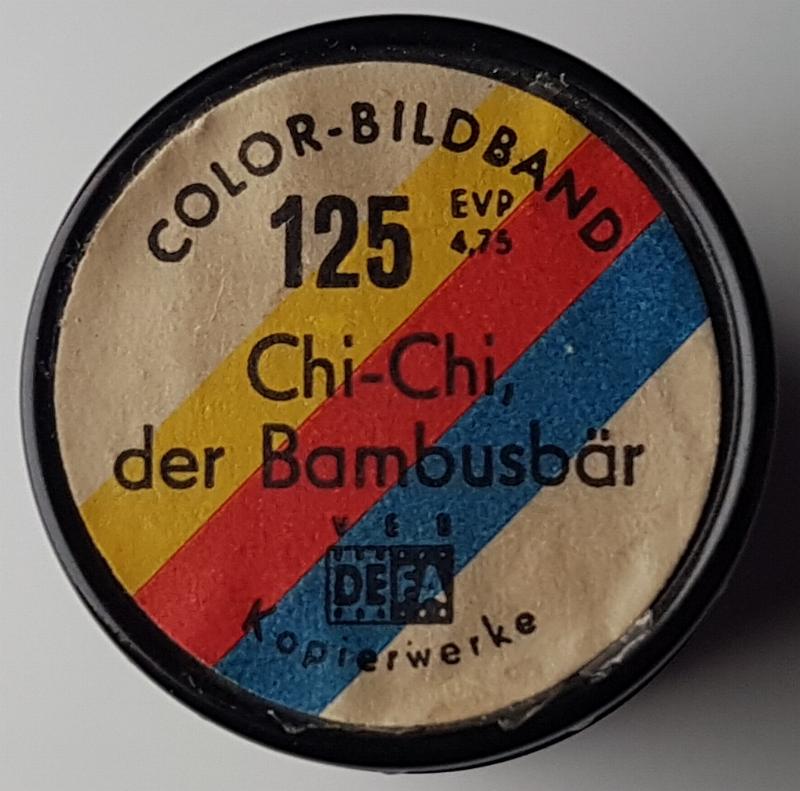 COLOR-BILDBAND
125
EVP
4,75
Chi-Chi,
der Bambusbär
VEB
DEFA
Kopierwerke